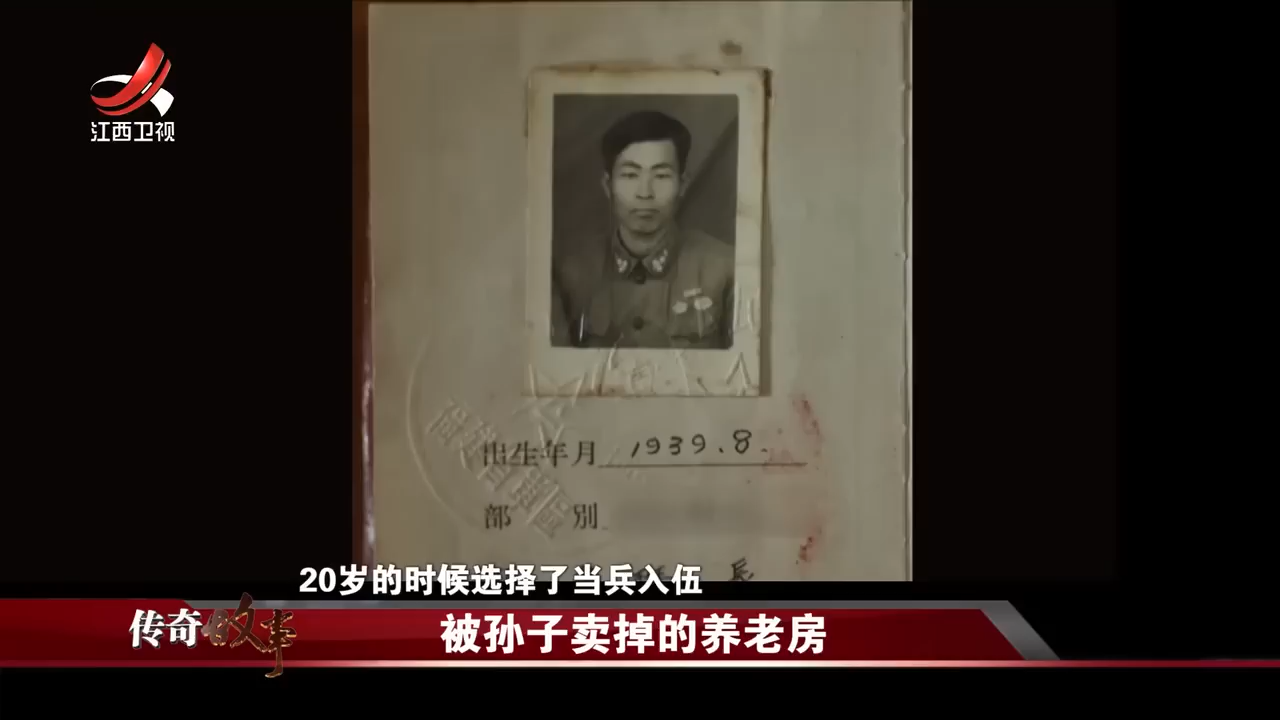 江西卫视
出生年月 1939.8.
部 别
20岁的时候选择了当兵入伍
传奇故事
被孙子卖掉的养老房